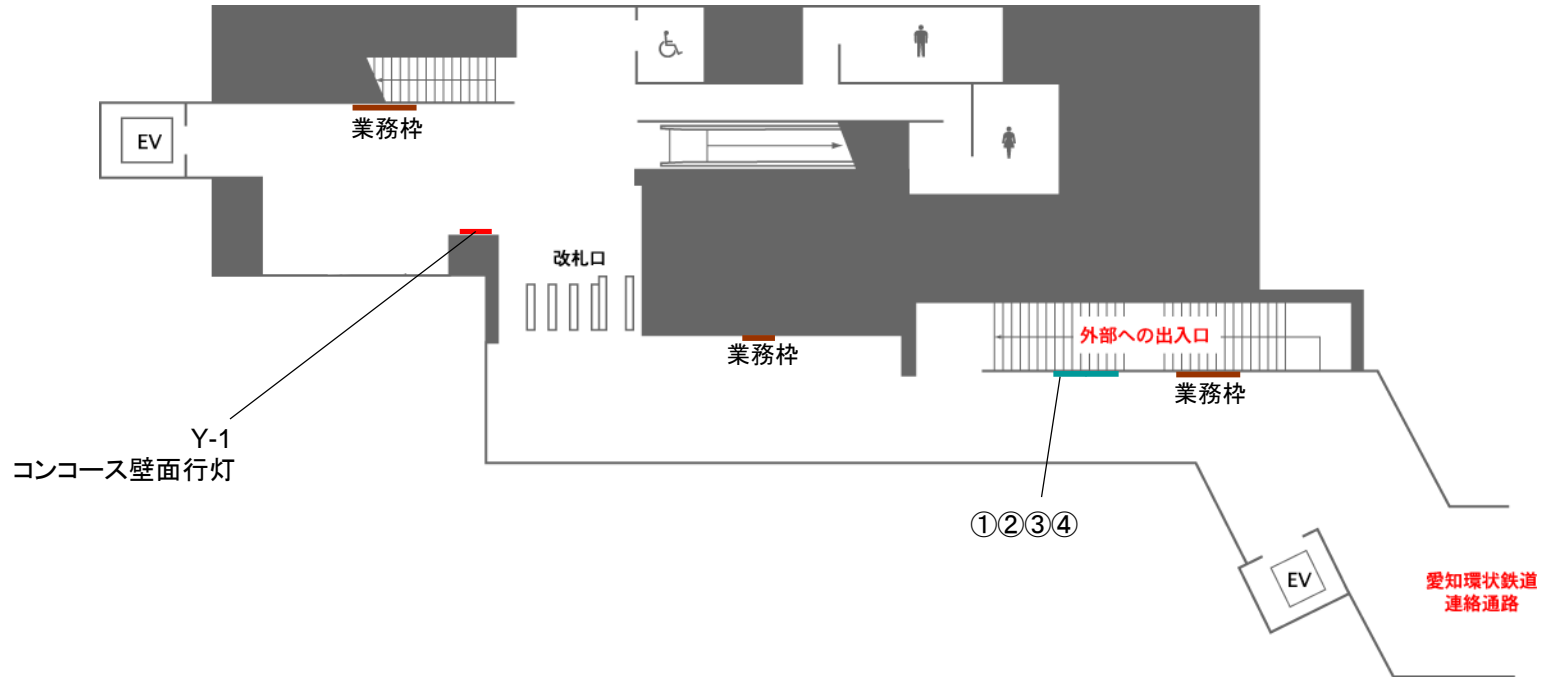 EV
業務枠
改札口
業務枠
外部への出入口
業務枠
Y-1
コンコース壁面行灯
①②③④
EV
愛知環状鉄道
連絡通路